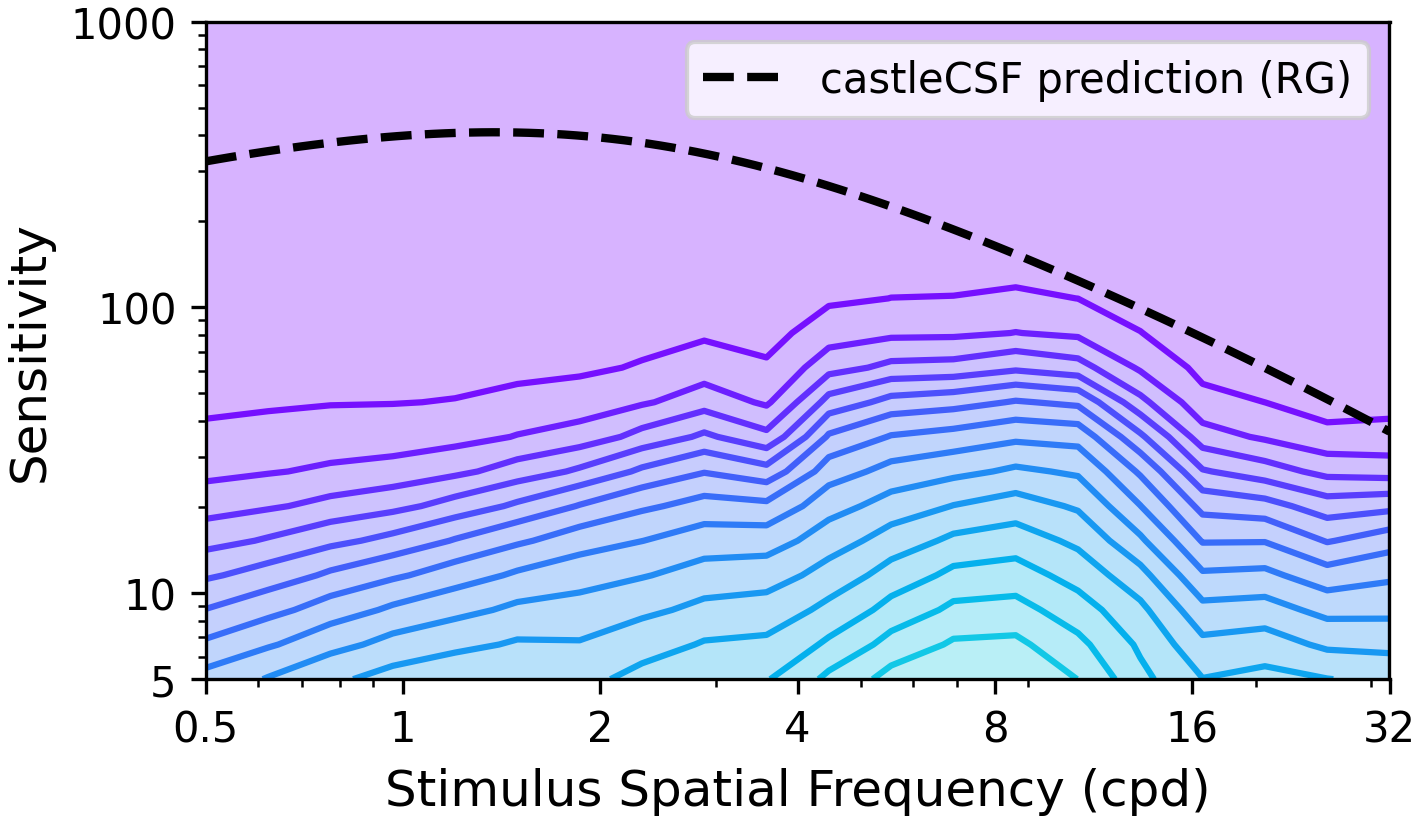 1000
castleCSF prediction (RG)
100
10
5
Sensitivity
0.5 1 2 4 8 16 32
Stimulus Spatial Frequency (cpd)